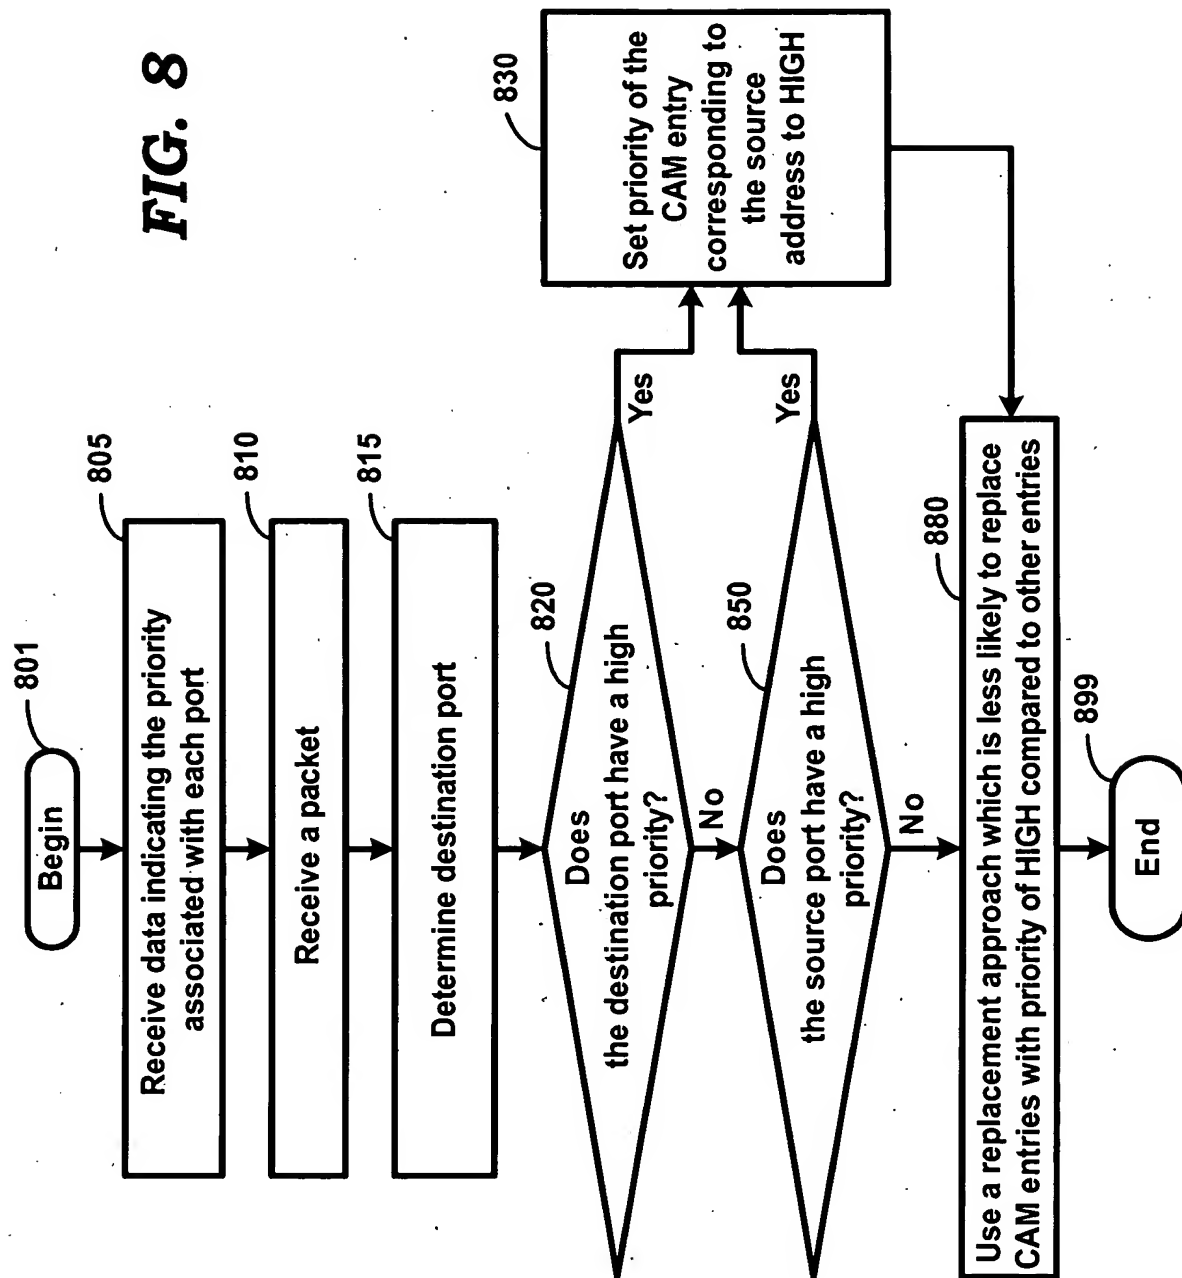 FIG. 8
801
Begin
805
Receive data indicating the priority
associated with each port
810
Receive a packet
815
Determine destination port
820
Does
the destination port have a high
priority?
Yes
No
830
Set priority of the
CAM entry
corresponding to
the source
address to HIGH
850
Does
the source port have a high
priority?
Yes
No
880
Use a replacement approach which is less likely to replace
CAM entries with priority of HIGH compared to other entries
899
End